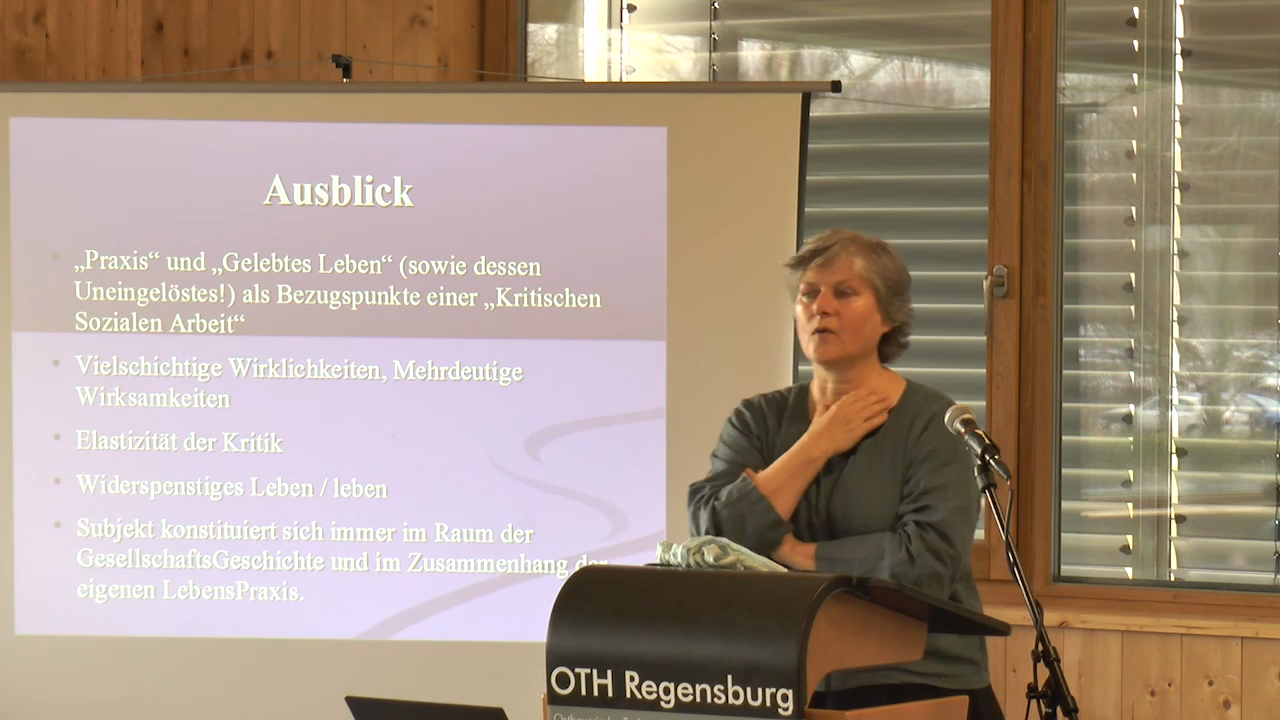 Ausblick
„Praxis“ und „Gelebtes Leben“ (sowie dessen
Uneingelöstes!) als Bezugspunkte einer „Kritischen
Sozialen Arbeit“
Vielschichtige Wirklichkeiten, Mehrdeutige
Wirksamkeiten
Elastizität der Kritik
Widerspenstiges Leben / leben
Subjekt konstituiert sich immer im Raum der
GesellschaftsGeschichte und im Zusammenhang der
eigenen LebensPraxis.
OTH Regensburg